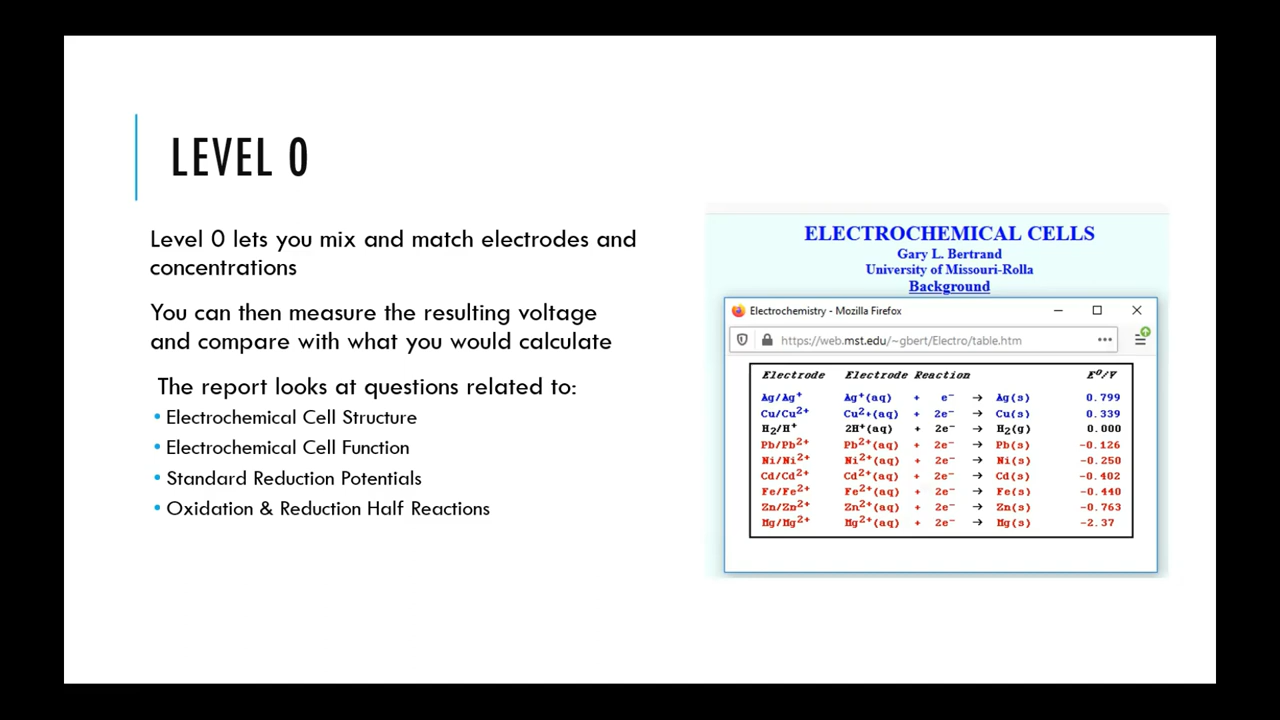 LEVEL 0
Level 0 lets you mix and match electrodes and
concentrations
You can then measure the resulting voltage
and compare with what you would calculate
The report looks at questions related to:
• Electrochemical Cell Structure
• Electrochemical Cell Function
• Standard Reduction Potentials
• Oxidation & Reduction Half Reactions
ELECTROCHEMICAL CELLS
Gary L. Bertrand
University of Missouri-Rolla
Background
Electrochemistry - Mozilla Firefox
https://web.mst.edu/~gbert/Electro/table.htm
Electrode Electrode Reaction E⁰/V
Ag/Ag⁺ Ag⁺(aq) + e⁻ → Ag(s) 0.799
Cu/Cu²⁺ Cu²+(aq) + 2e⁻ → Cu(s) 0.339
H₂/H⁺ 2H⁺(aq) + 2e⁻ → H₂(g) 0.000
Pb/Pb²⁺ Pb²⁺(aq) + 2e⁻ → Pb(s) -0.126
Ni/Ni²⁺ Ni²⁺(aq) + 2e⁻ → Ni(s) -0.250
Cd/Cd²⁺ Cd²⁺(aq) + 2e⁻ → Cd(s) -0.402
Fe/Fe²⁺ Fe²⁺(aq) + 2e⁻ → Fe(s) -0.440
Zn/Zn²⁺ Zn²⁺(aq) + 2e⁻ → Zn(s) -0.763
Mg/Mg²⁺ Mg²⁺(aq) + 2e⁻ → Mg(s) -2.37